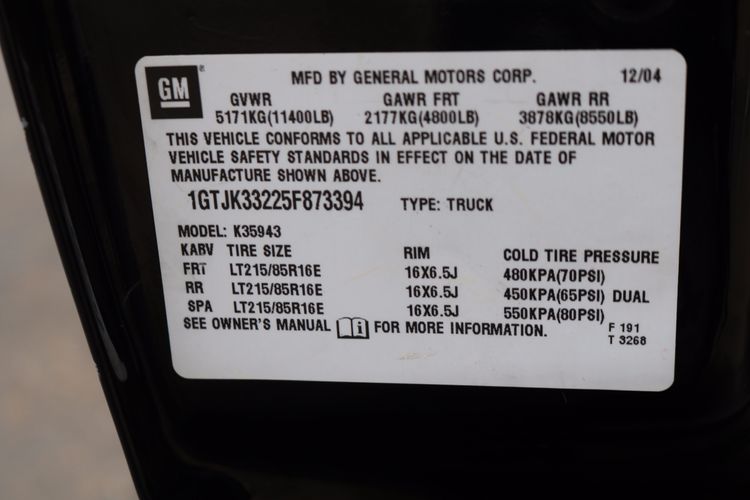 GM® MFD BY GENERAL MOTORS CORP. 12/04
GVWR GAWR FRT GAWR RR
5171KG(11400LB) 2177KG(4800LB) 3878KG(8550LB)
THIS VEHICLE CONFORMS TO ALL APPLICABLE U.S. FEDERAL MOTOR
VEHICLE SAFETY STANDARDS IN EFFECT ON THE DATE OF
MANUFACTURE SHOWN ABOVE.
1GTJK33225F873394 TYPE: TRUCK
MODEL: K35943
KABV TIRE SIZE RIM COLD TIRE PRESSURE
FRT LT215/85R16E 16X6.5J 480KPA(70PSI)
RR LT215/85R16E 16X6.5J 450KPA(65PSI) DUAL
SPA LT215/85R16E 16X6.5J 550KPA(80PSI)
SEE OWNER'S MANUAL FOR MORE INFORMATION. F 191
T 3268